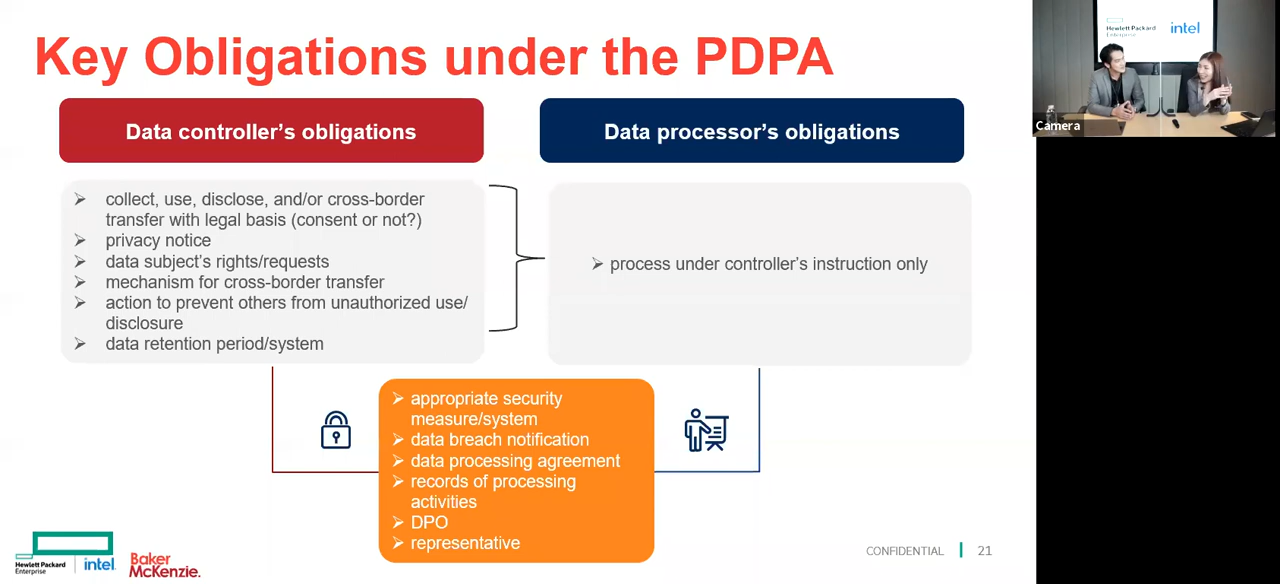 Key Obligations under the PDPA
Data controller's obligations
Data processor's obligations
➢ collect, use, disclose, and/or cross-border
transfer with legal basis (consent or not?)
➢ privacy notice
➢ data subject's rights/requests
➢ mechanism for cross-border transfer
➢ action to prevent others from unauthorized use/
disclosure
➢ data retention period/system
➢ process under controller's instruction only
➢ appropriate security
measure/system
➢ data breach notification
➢ data processing agreement
➢ records of processing
activities
➢ DPO
➢ representative
Hewlett Packard
Enterprise
intel
Baker
McKenzie.
CONFIDENTIAL
21
Hewlett Packard
Enterprise
intel
Camera